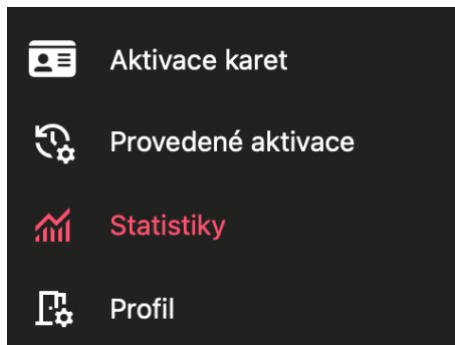 Aktivace karet
Provedené aktivace
Statistiky
Profil